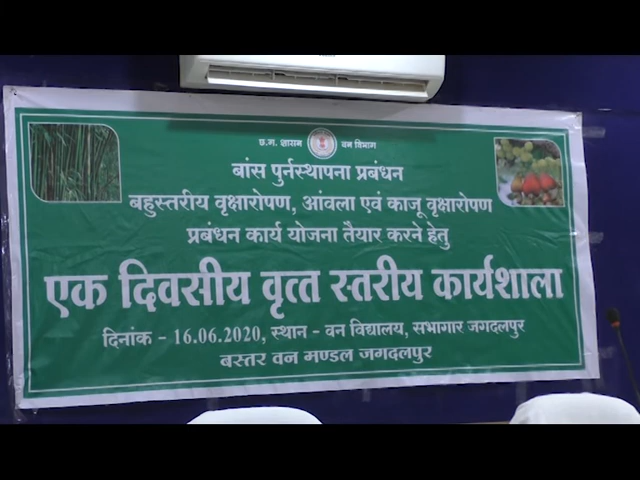 छ.ग. शासन वन विभाग
बांस पुर्नस्थापना प्रबंधन
बहुस्तरीय वृक्षारोपण, आंवला एवं काजू वृक्षारोपण
प्रबंधन कार्य योजना तैयार करने हेतु
एक दिवसीय वृत्त स्तरीय कार्यशाला
दिनांक - 16.06.2020, स्थान - वन विद्यालय, सभागार जगदलपुर
बस्तर वन मण्डल जगदलपुर